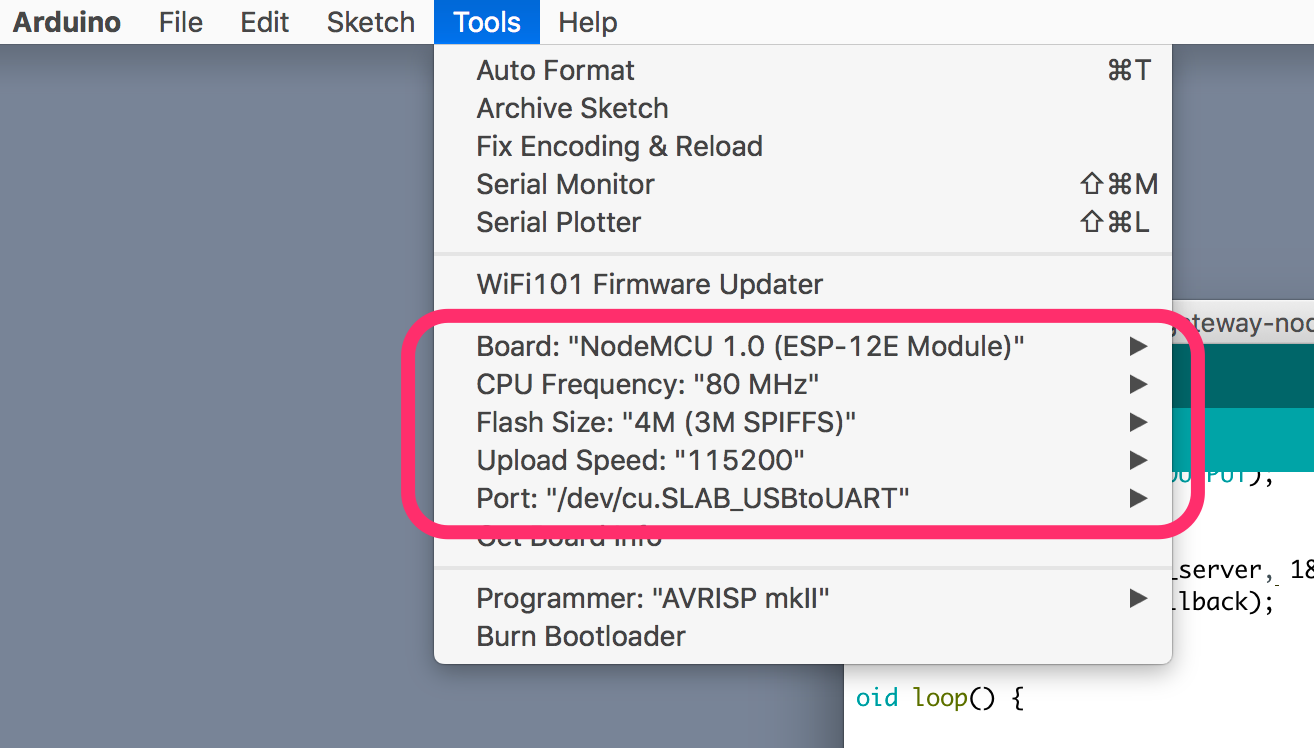 Arduino File Edit Sketch Tools Help
Auto Format ⌘T
Archive Sketch
Fix Encoding & Reload
Serial Monitor ⇧⌘M
Serial Plotter ⇧⌘L
WiFi101 Firmware Updater
Board: "NodeMCU 1.0 (ESP-12E Module)"
CPU Frequency: "80 MHz"
Flash Size: "4M (3M SPIFFS)"
Upload Speed: "115200"
Port: "/dev/cu.SLAB_USBtoUART"
Get Board Info
Programmer: "AVRISP mkII"
Burn Bootloader
ateway-nod
OUTPUT);
_server, 18
lback);
oid loop() {